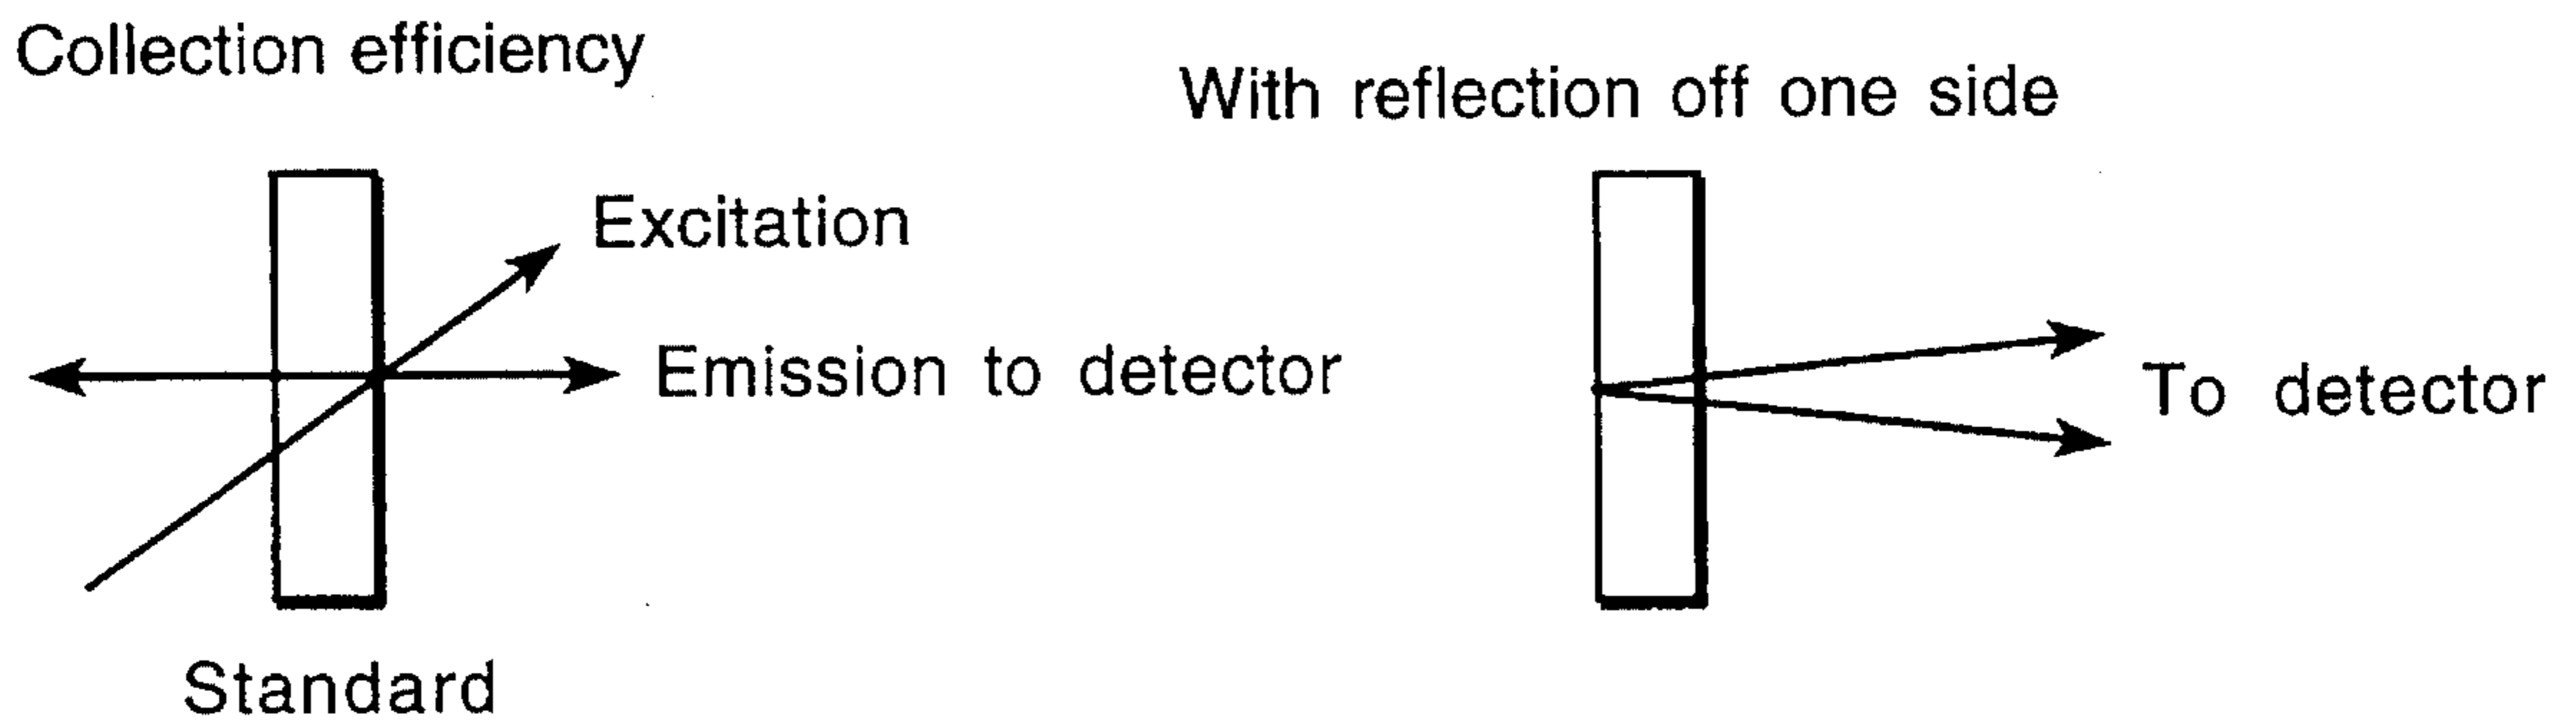 Collection efficiency
With reflection off one side
Excitation
Emission to detector
To detector
Standard